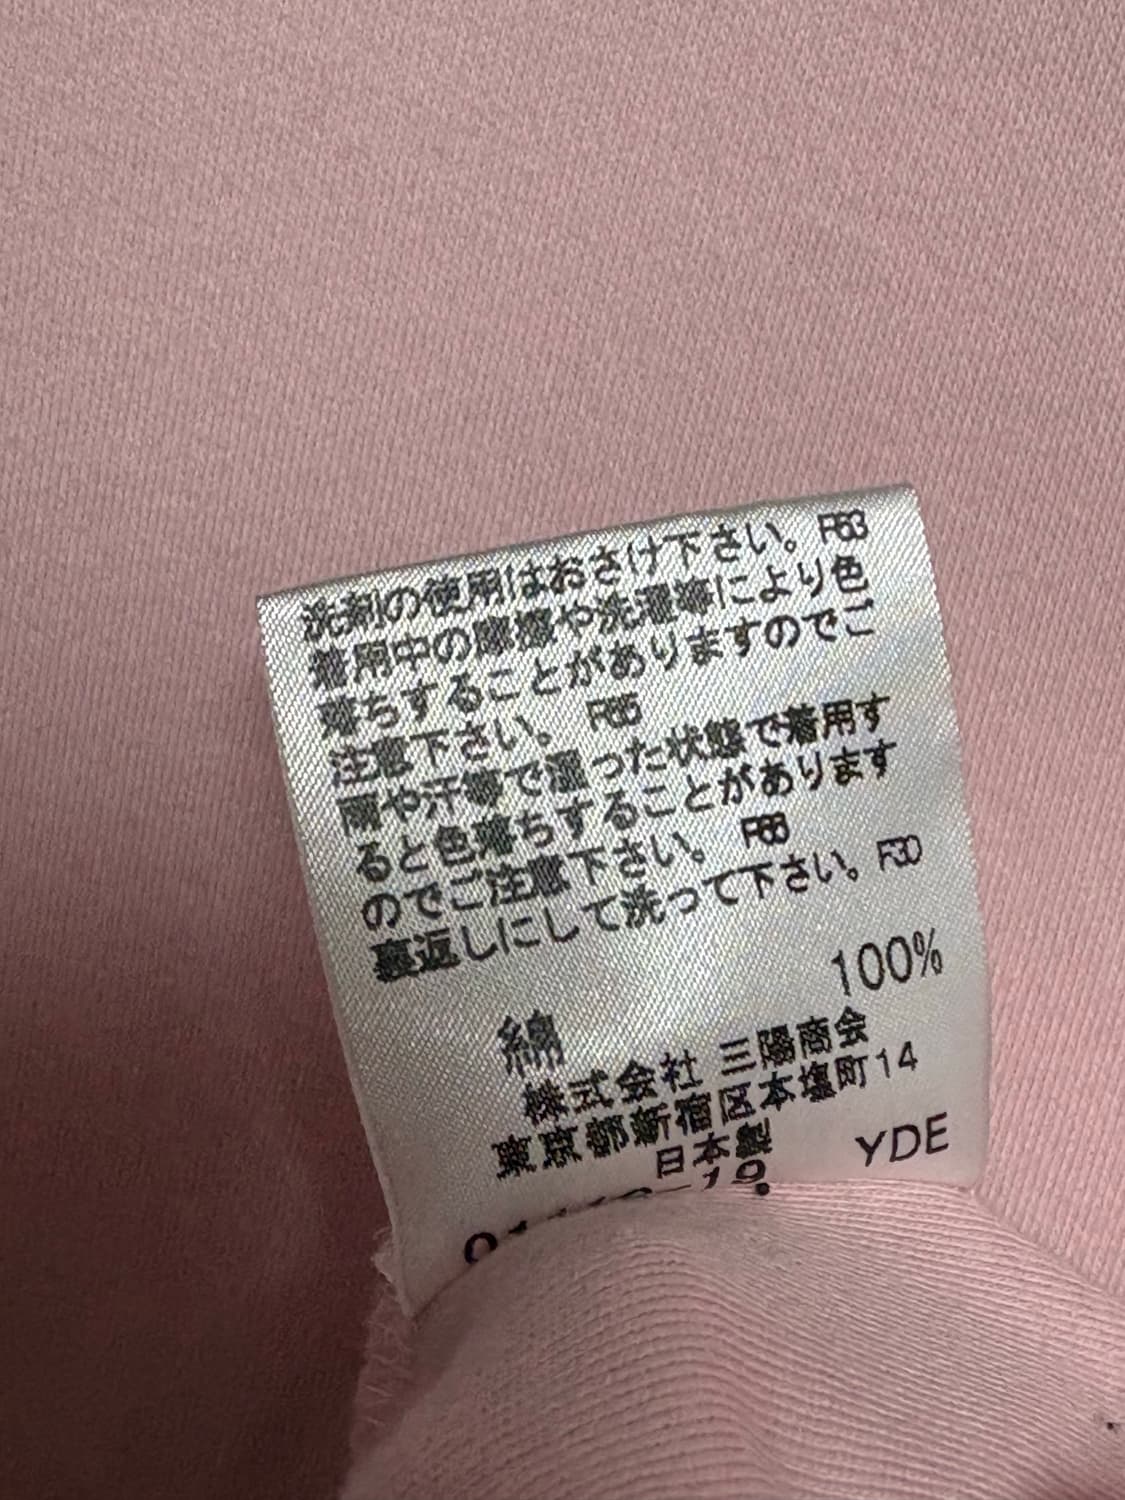 洗剤の使用はおさけ下さい。F63
着用中の摩擦や洗濯等により色
落ちすることがありますのでご
注意下さい。 F65
雨や汗等で湿った状態で着用す
ると色落ちすることがあります
のでご注意下さい。 F68
裏返しにして洗って下さい。F30
綿 100%
株式会社 三陽商会
東京都新宿区本塩町14
日本製 YDE
-19